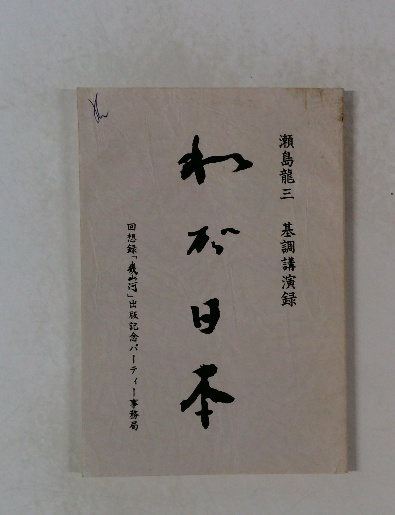 瀬島龍三 基調講演録
わが日本
回想録「幾山河」出版記念パーティー事務局